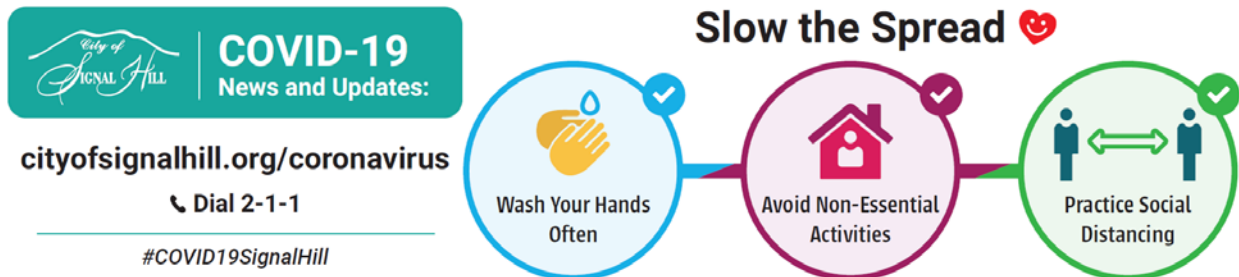 City of
SIGNAL HILL
COVID-19
News and Updates:
cityofsignalhill.org/coronavirus
Dial 2-1-1
#COVID19SignalHill
Slow the Spread
Wash Your Hands
Often
Avoid Non-Essential
Activities
Practice Social
Distancing